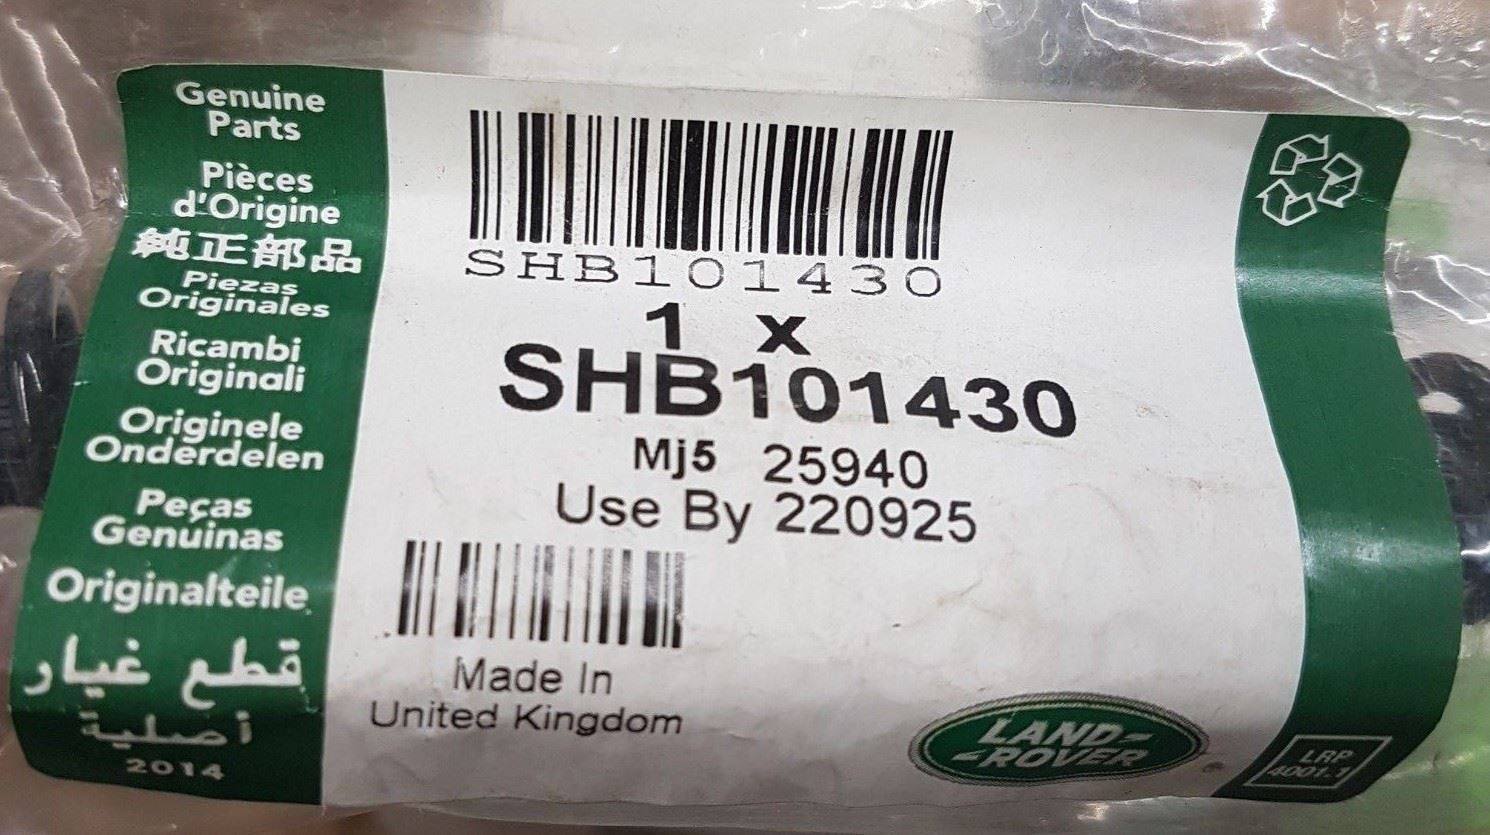 Genuine
Parts
Pièces
d'Origine
純正部品
Piezas
Originales
Ricambi
Originali
Originele
Onderdelen
Peças
Genuinas
Originalteile
قطع غيار
أصلية
2014
SHB101430
1 x
SHB101430
Mj5 25940
Use By 220925
Made In
United Kingdom
LAND-
-ROVER
LRP
4001.1